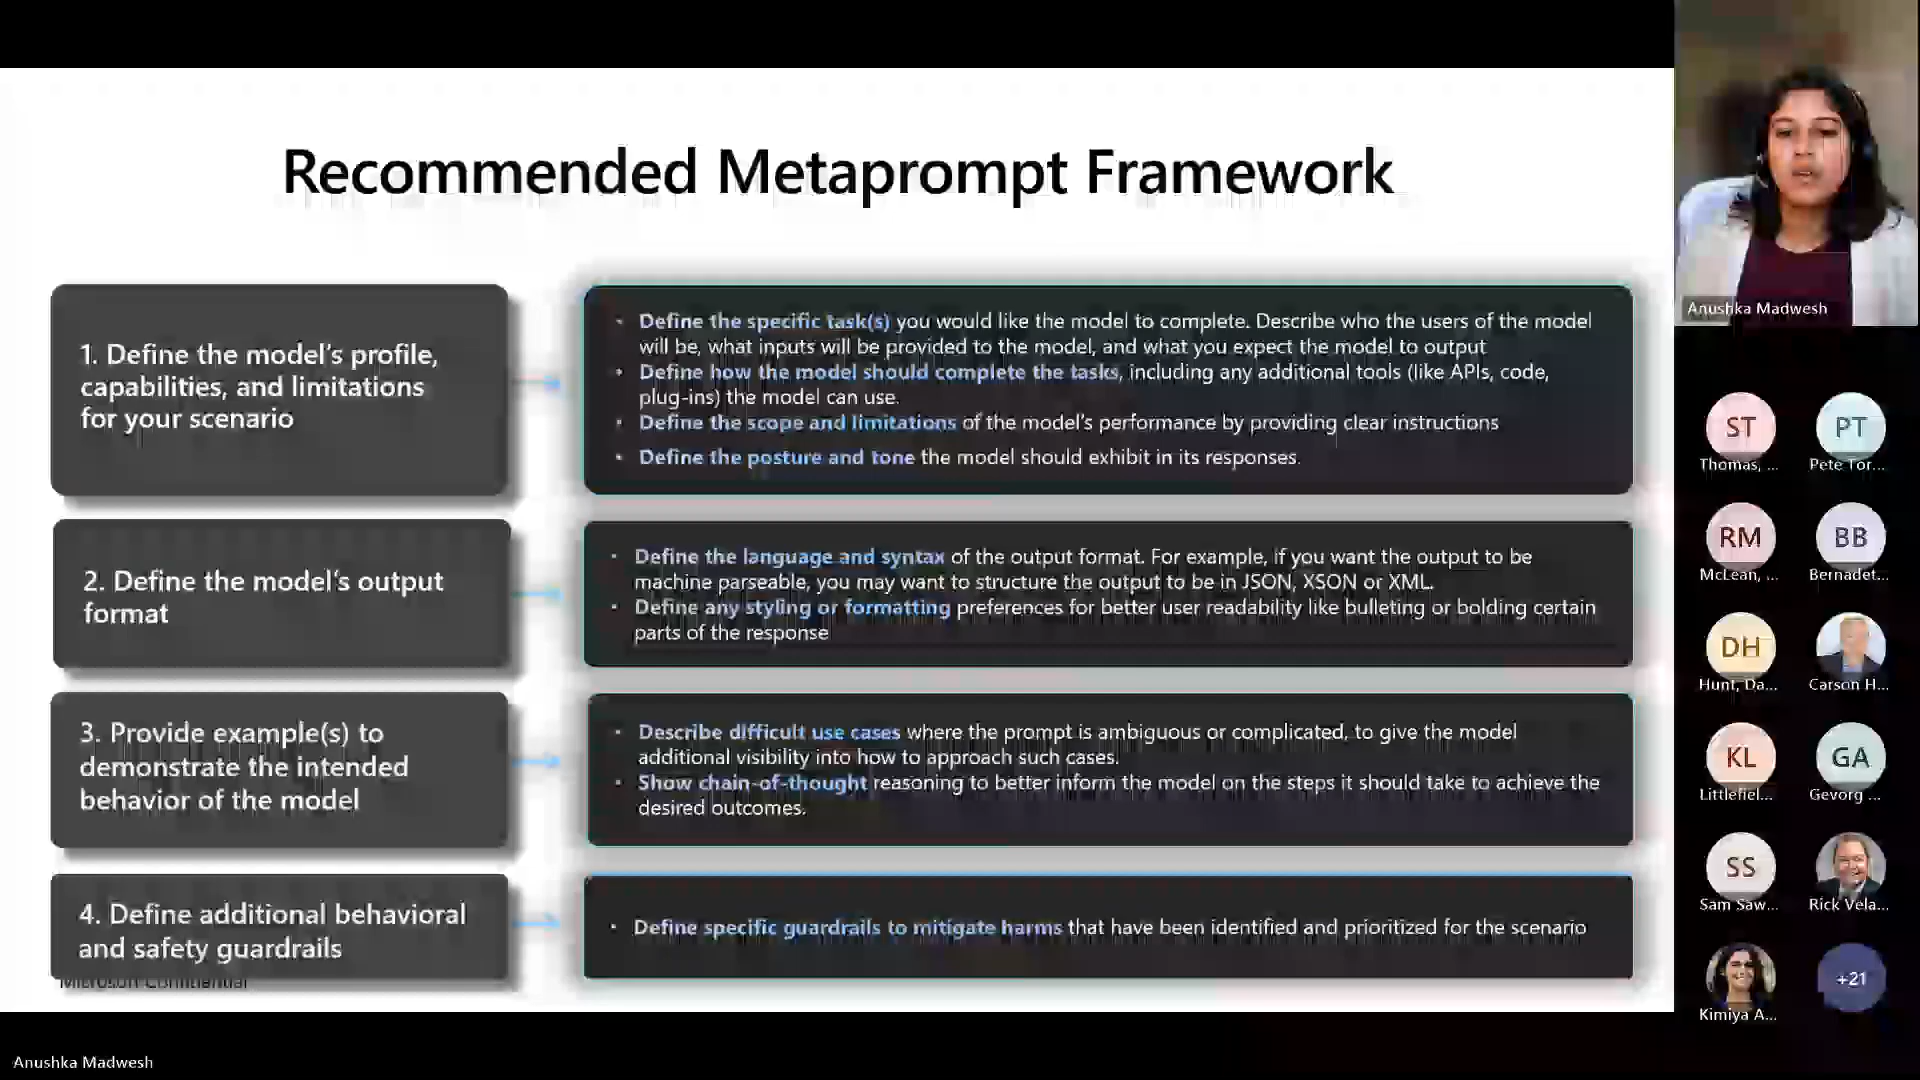 Recommended Metaprompt Framework
1. Define the model's profile,
capabilities, and limitations
for your scenario
• Define the specific task(s) you would like the model to complete. Describe who the users of the model
will be, what inputs will be provided to the model, and what you expect the model to output
• Define how the model should complete the tasks, including any additional tools (like APIs, code,
plug-ins) the model can use.
• Define the scope and limitations of the model's performance by providing clear instructions
• Define the posture and tone the model should exhibit in its responses.
2. Define the model's output
format
• Define the language and syntax of the output format. For example, if you want the output to be
machine parseable, you may want to structure the output to be in JSON, XSON or XML.
• Define any styling or formatting preferences for better user readability like bulleting or bolding certain
parts of the response
3. Provide example(s) to
demonstrate the intended
behavior of the model
• Describe difficult use cases where the prompt is ambiguous or complicated, to give the model
additional visibility into how to approach such cases.
• Show chain-of-thought reasoning to better inform the model on the steps it should take to achieve the
desired outcomes.
4. Define additional behavioral
and safety guardrails
• Define specific guardrails to mitigate harms that have been identified and prioritized for the scenario
Microsoft Confidential
Anushka Madwesh
Anushka Madwesh
ST
PT
Thomas, ...
Pete Tor...
RM
BB
McLean, ...
Bernadet...
DH
Hunt, Da...
Carson H...
KL
GA
Littlefiel...
Gevorg ...
SS
Sam Saw...
Rick Vela...
+21
Kimiya A...